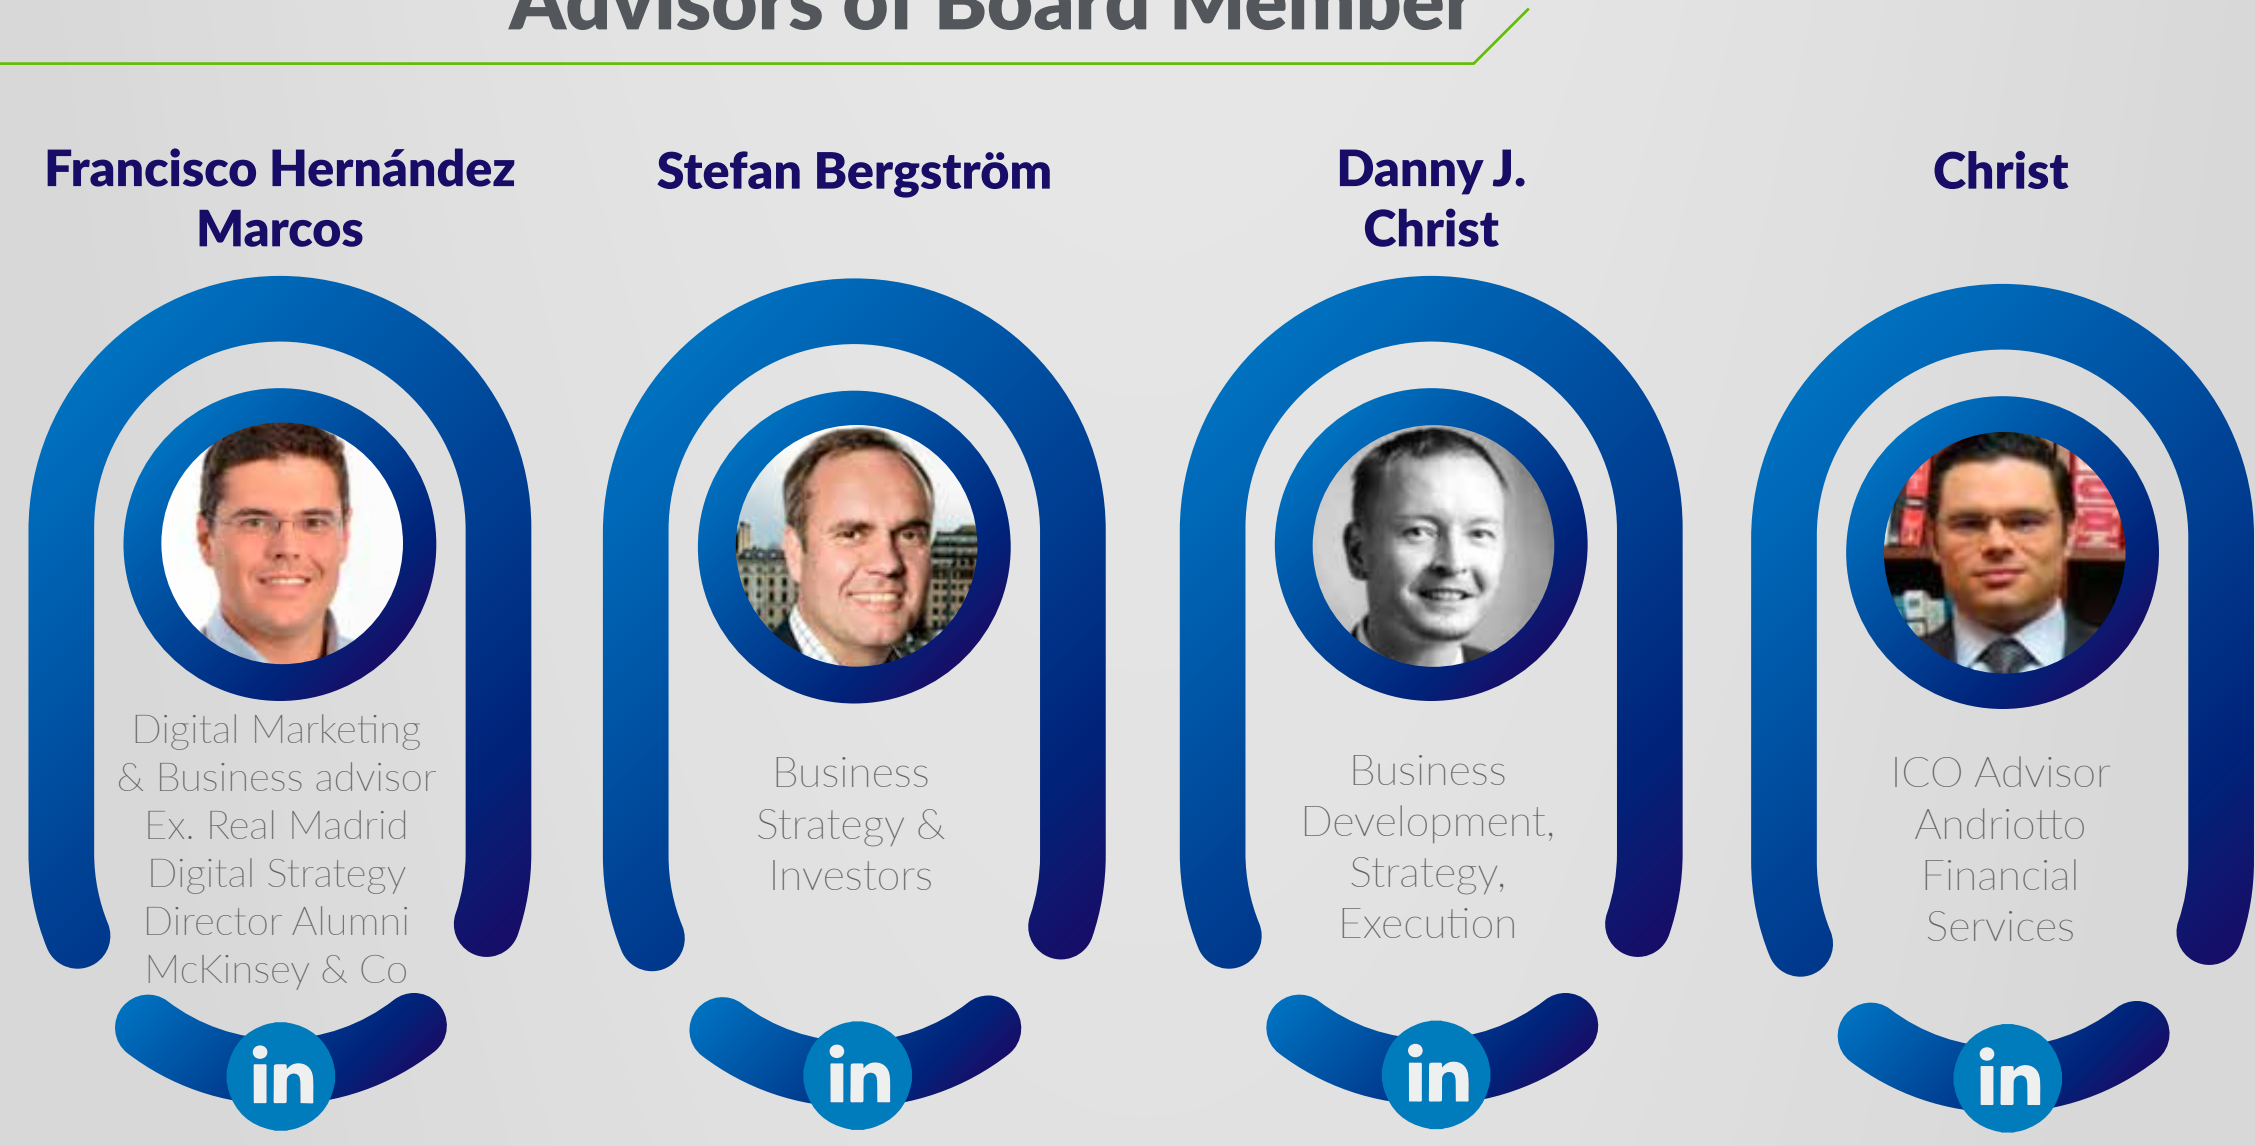 Advisors of Board Member
Francisco Hernández
Marcos
Digital Marketing
& Business advisor
Ex. Real Madrid
Digital Strategy
Director Alumni
McKinsey & Co
in
Stefan Bergström
Business
Strategy &
Investors
in
Danny J.
Christ
Business
Development,
Strategy,
Execution
in
Christ
ICO Advisor
Andriotto
Financial
Services
in